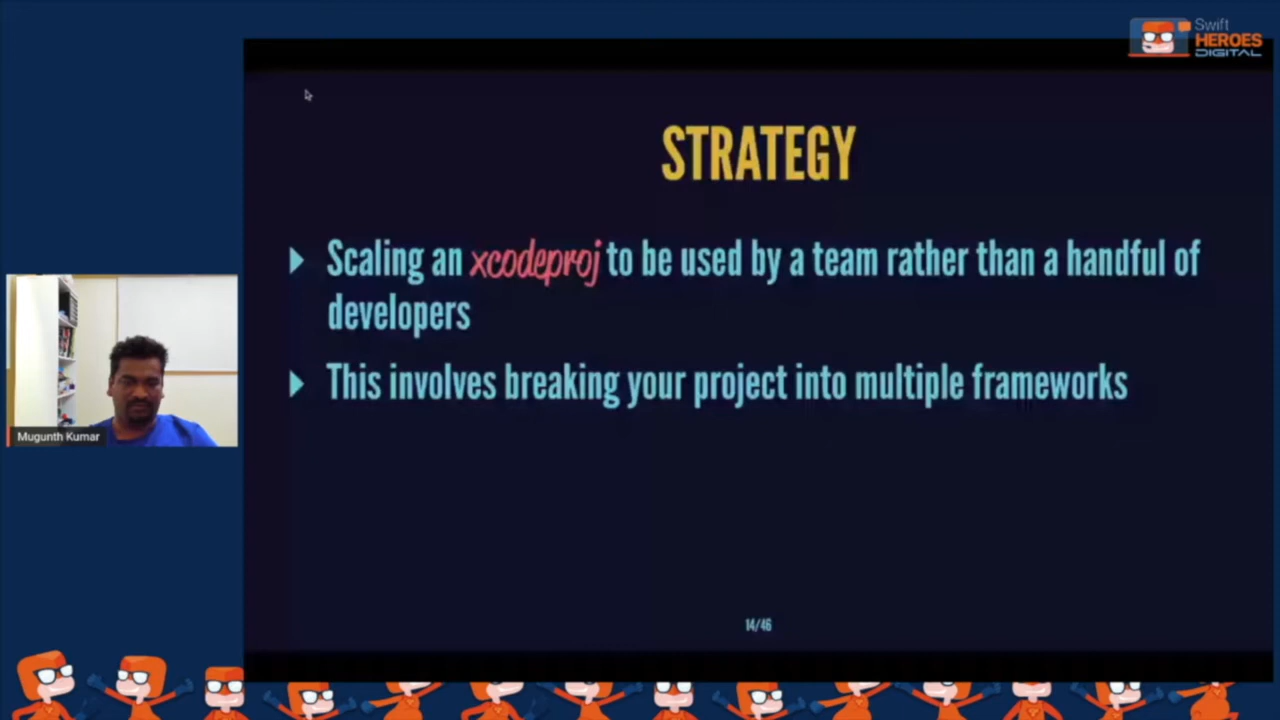 Swift
HEROES
DIGITAL
STRATEGY
Scaling an xcodeproj to be used by a team rather than a handful of
developers
This involves breaking your project into multiple frameworks
Mugunth Kumar
14/46